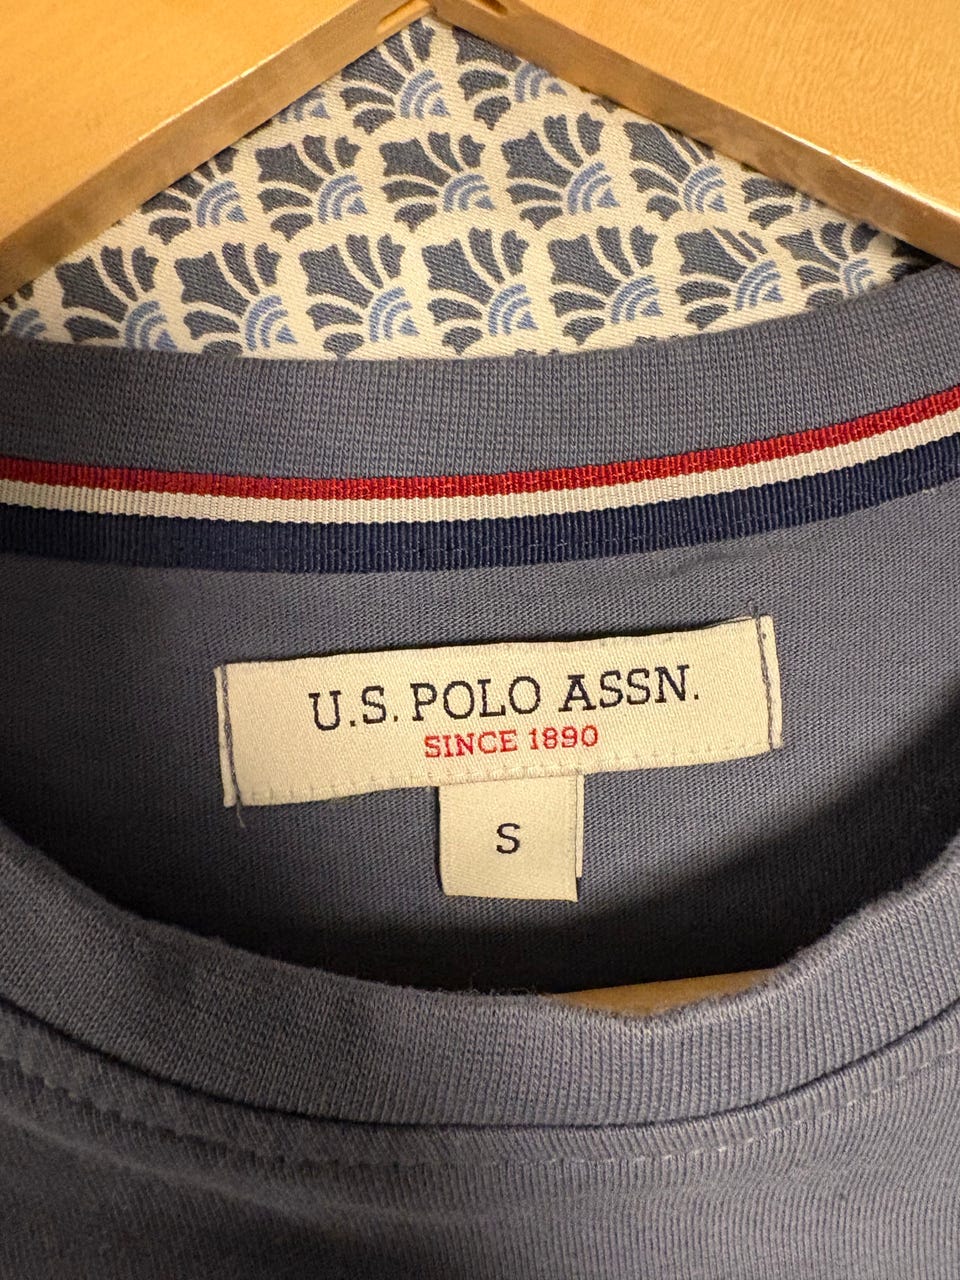 U.S. POLO ASSN.
SINCE 1890
S